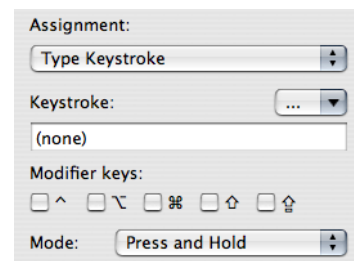 Assignment:
Type Keystroke
Keystroke: ...
(none)
Modifier keys:
^ ⌥ ⌘ ⇧ ⇪
Mode: Press and Hold